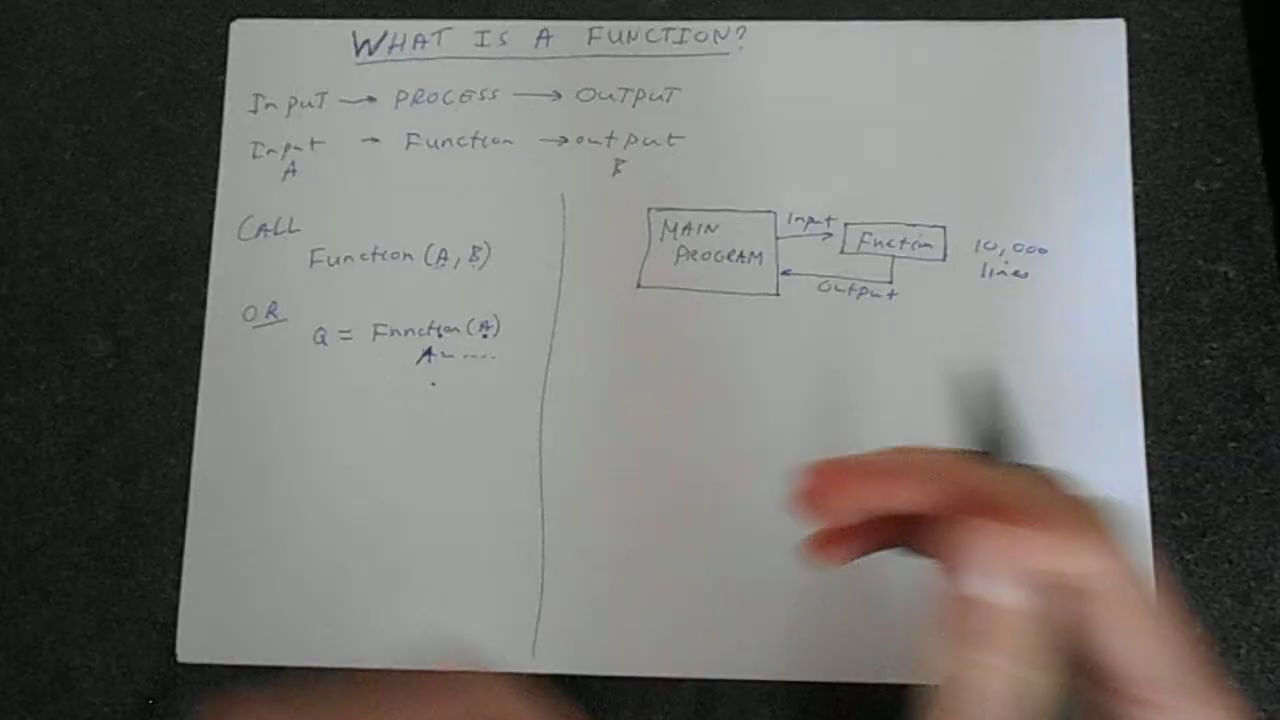 WHAT IS A FUNCTION?
InpuT → PROCESS → OUTPUT
Input → Function → output
A B
CALL
Function (A, B)
OR
Q = Function (A)
MAIN
PROGRAM
Input
Function
Output
10,000
lines